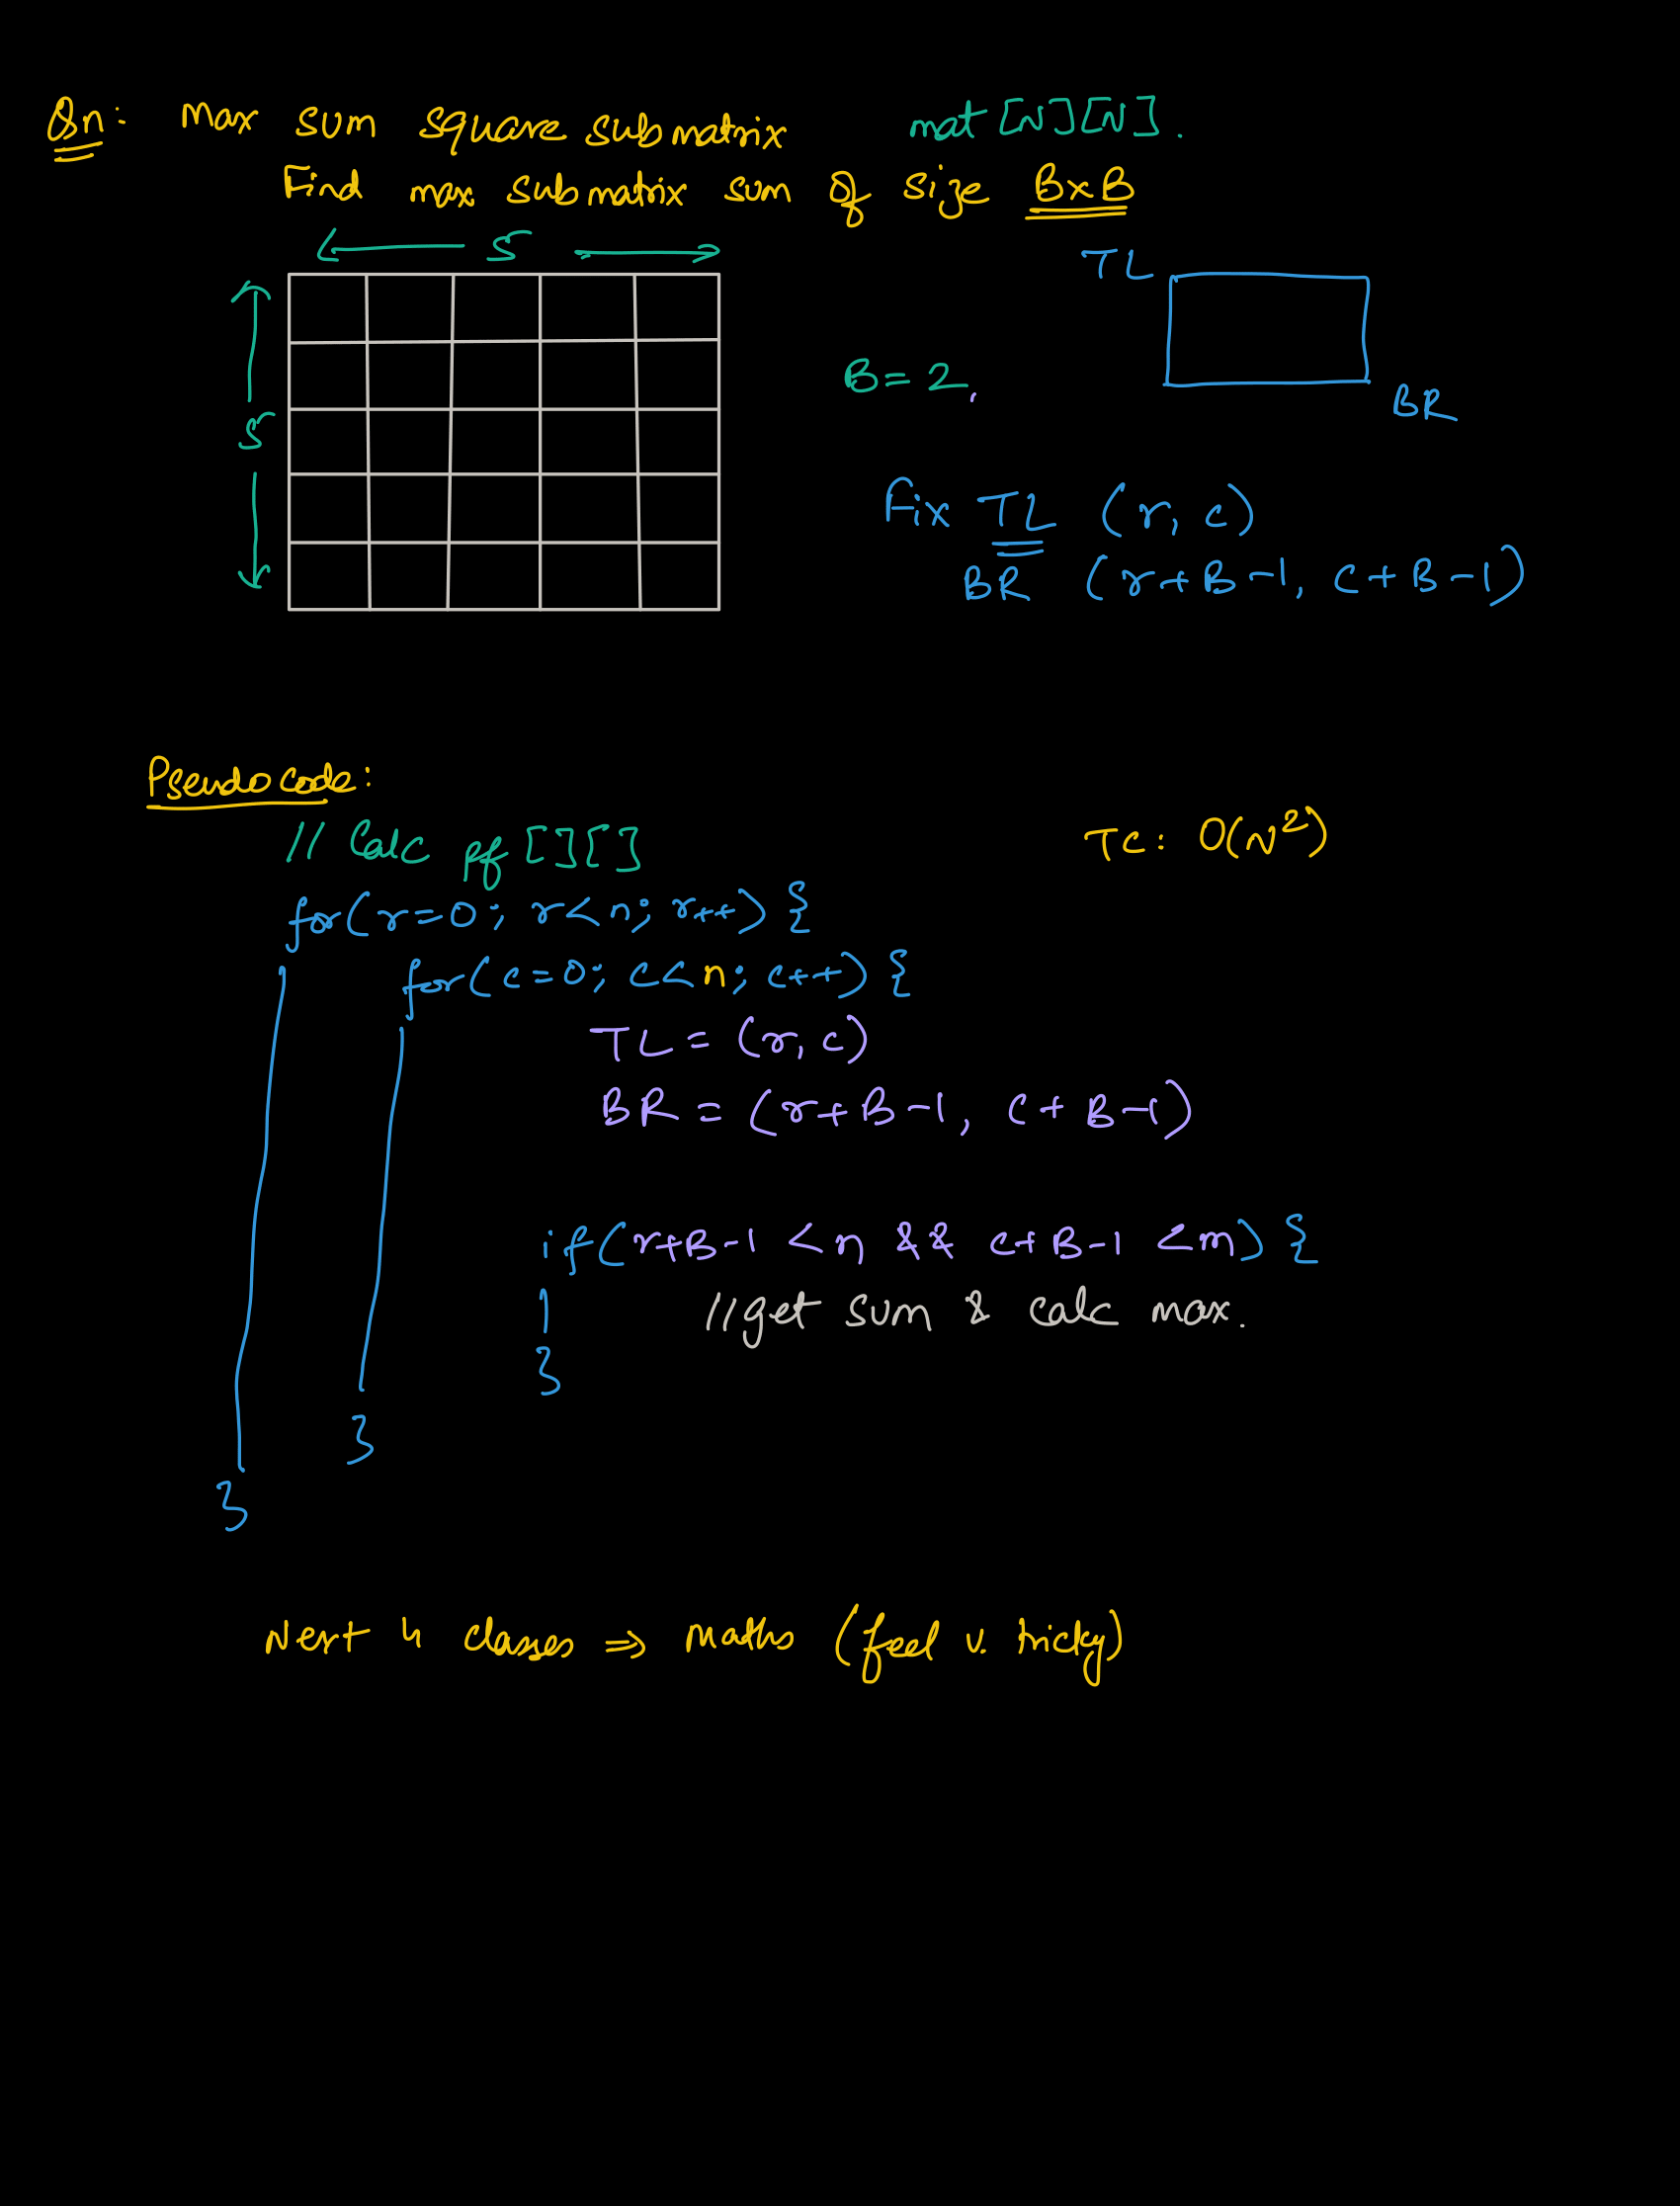 Qn: Max sum square submatrix mat[N][N].
Find max submatrix sum of size BxB
5
TL
B=2.
BR
5
Fix TL (r, c)
BR (r+B-1, c+B-1)
Pseudocode:
// Calc pf[][]
TC: O(N²)
for(r=0; r<n; r++) {
for(c=0; c<n; c++) {
TL = (r, c)
BR = (r+B-1, c+B-1)
if(r+B-1 <n && c+B-1 <m) {
//get sum & calc max.
}
}
}
Next 4 classes ⇒ maths (feel v. tricky)